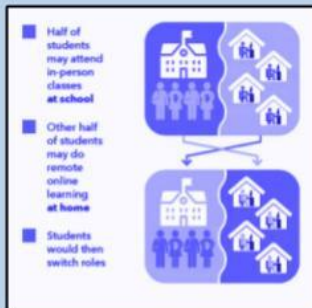 Half of
students
may attend
in-person
classes
at school
Other half
of students
may do
remote
online
learning
at home
Students
would then
switch roles